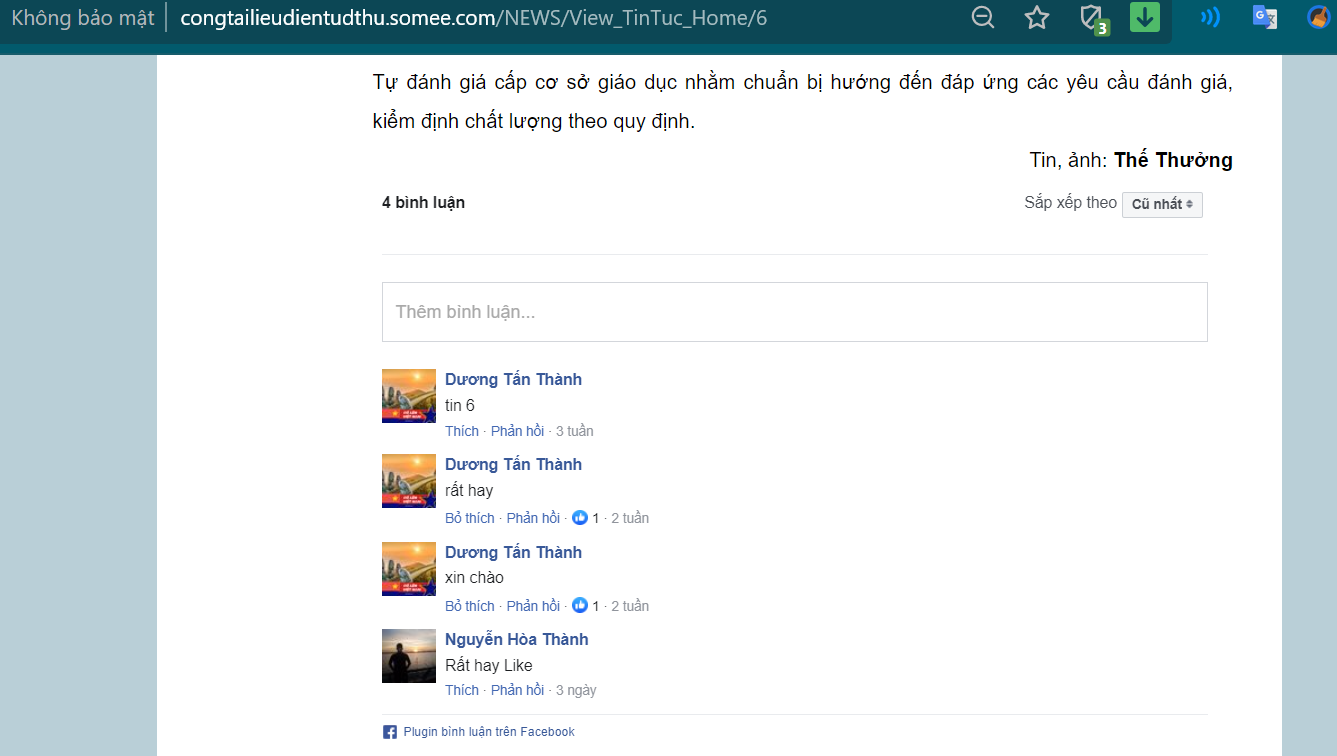 Không bảo mật congtailieudientudthu.somee.com/NEWS/View_TinTuc_Home/6
3
Tự đánh giá cấp cơ sở giáo dục nhằm chuẩn bị hướng đến đáp ứng các yêu cầu đánh giá,
kiểm định chất lượng theo quy định.
Tin, ảnh: Thế Thưởng
4 bình luận Sắp xếp theo Cũ nhất
Thêm bình luận...
Dương Tấn Thành
tin 6
Thích · Phản hồi · 3 tuần
Dương Tấn Thành
rất hay
Bỏ thích · Phản hồi · 1 · 2 tuần
Dương Tấn Thành
xin chào
Bỏ thích · Phản hồi · 1 · 2 tuần
Nguyễn Hòa Thành
Rất hay Like
Thích · Phản hồi · 3 ngày
Plugin bình luận trên Facebook